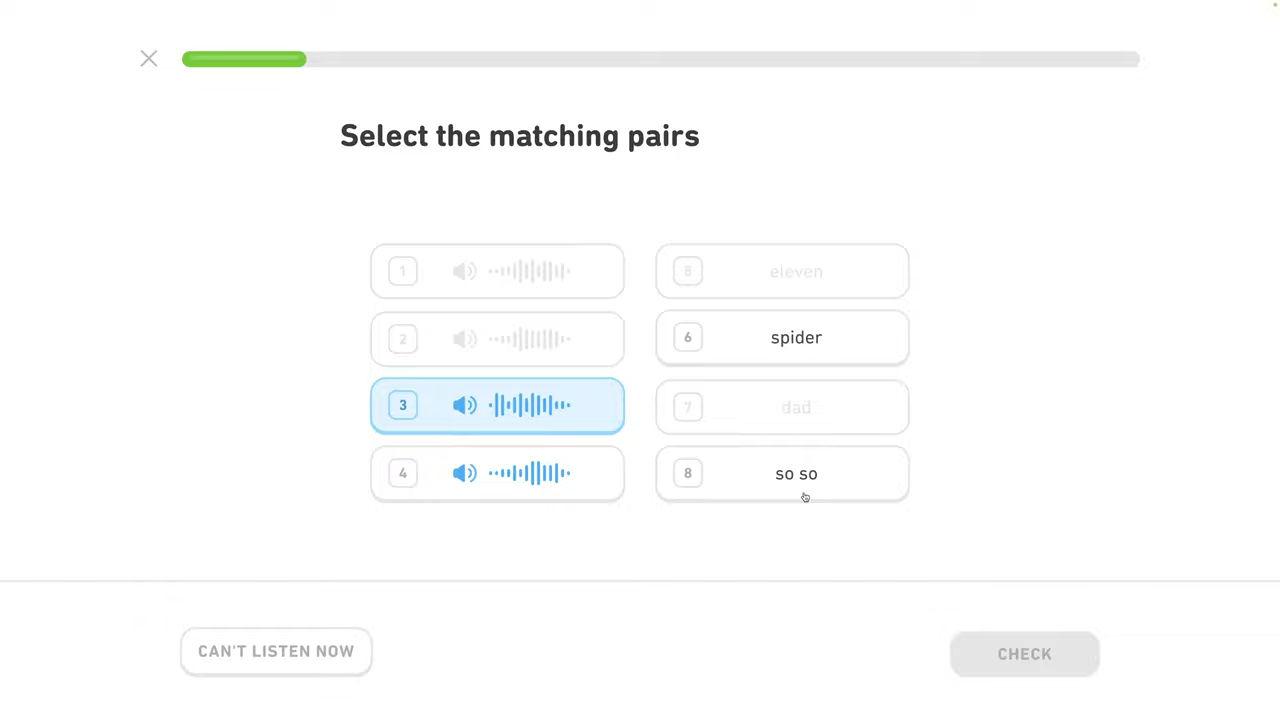 Select the matching pairs
1
5 eleven
2
6 spider
3
7 dad
4
8 so so
CAN'T LISTEN NOW
CHECK